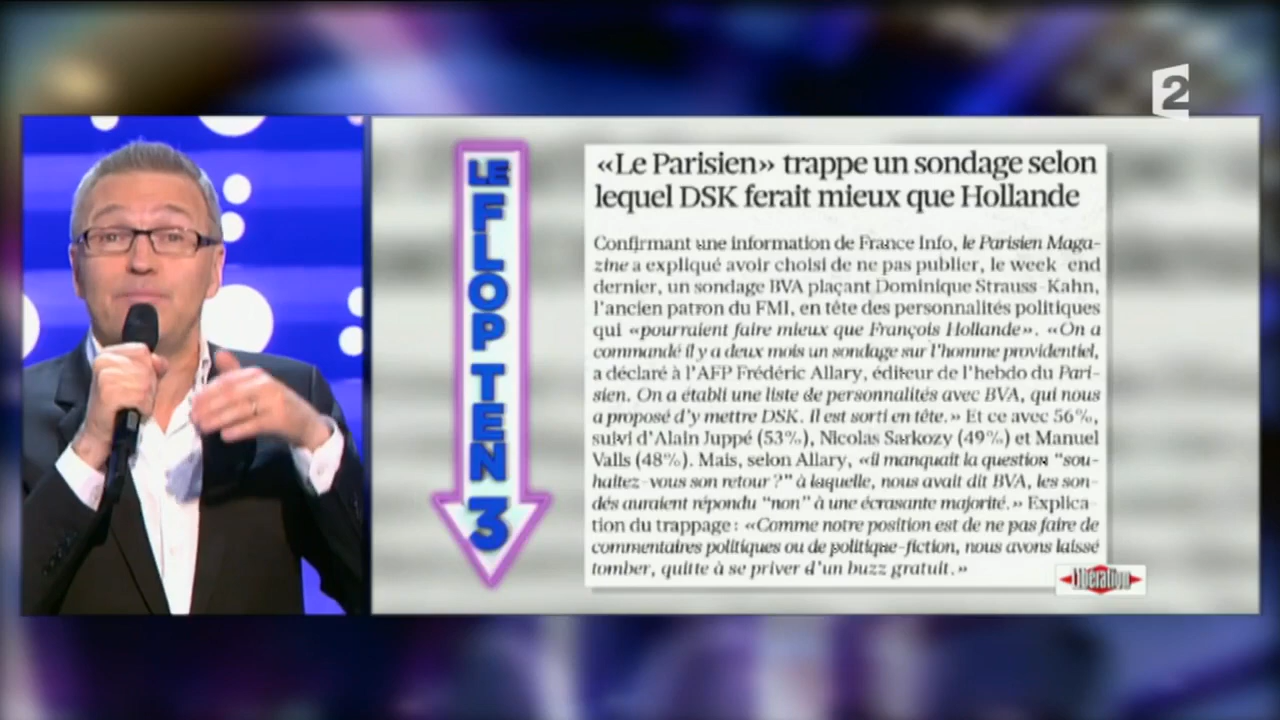 2
LE FLOP TEN 3
«Le Parisien» trappe un sondage selon
lequel DSK ferait mieux que Hollande
Confirmant une information de France Info, le Parisien Maga-
zine a expliqué avoir choisi de ne pas publier, le week-end
dernier, un sondage BVA plaçant Dominique Strauss-Kahn,
l'ancien patron du FMI, en tête des personnalités politiques
qui «pourraient faire mieux que François Hollande». «On a
commandé il y a deux mois un sondage sur l'homme providentiel,
a déclaré à l'AFP Frédéric Allary, éditeur de l'hebdo du Pari-
sien. On a établi une liste de personnalités avec BVA, qui nous
a proposé d'y mettre DSK. Il est sorti en tête.» Et ce avec 56%,
suivi d'Alain Juppé (53%), Nicolas Sarkozy (49%) et Manuel
Valls (48%). Mais, selon Allary, «il manquait la question "sou-
haitez-vous son retour ?" à laquelle, nous avait dit BVA, les son-
dés auraient répondu "non" à une écrasante majorité.» Explica-
tion du trappage : «Comme notre position est de ne pas faire de
commentaires politiques ou de politique-fiction, nous avons laissé
tomber, quitte à se priver d'un buzz gratuit.»
Libération